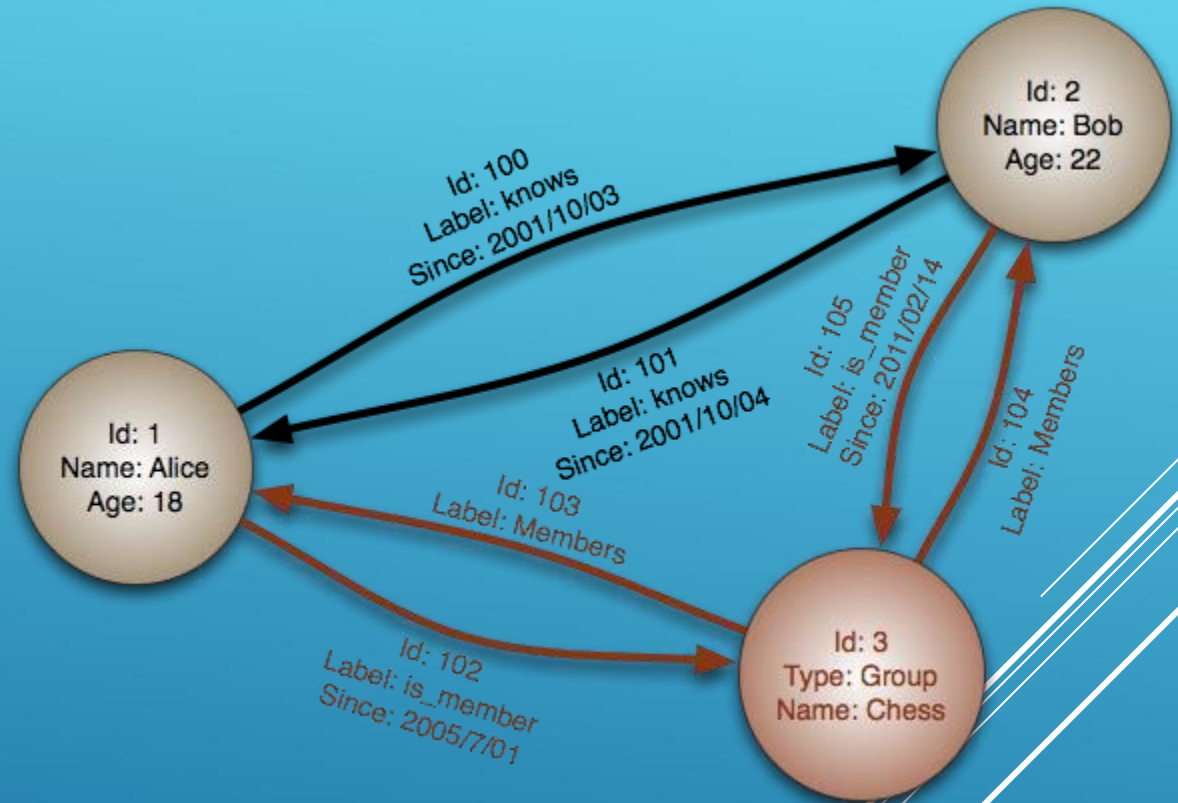 Id: 2
Name: Bob
Age: 22
Id: 100
Label: knows
Since: 2001/10/03
Id: 101
Label: knows
Since: 2001/10/04
Id: 105
Label: is_member
Since: 2011/02/14
Id: 104
Label: Members
Id: 1
Name: Alice
Age: 18
Id: 103
Label: Members
Id: 102
Label: is_member
Since: 2005/7/01
Id: 3
Type: Group
Name: Chess